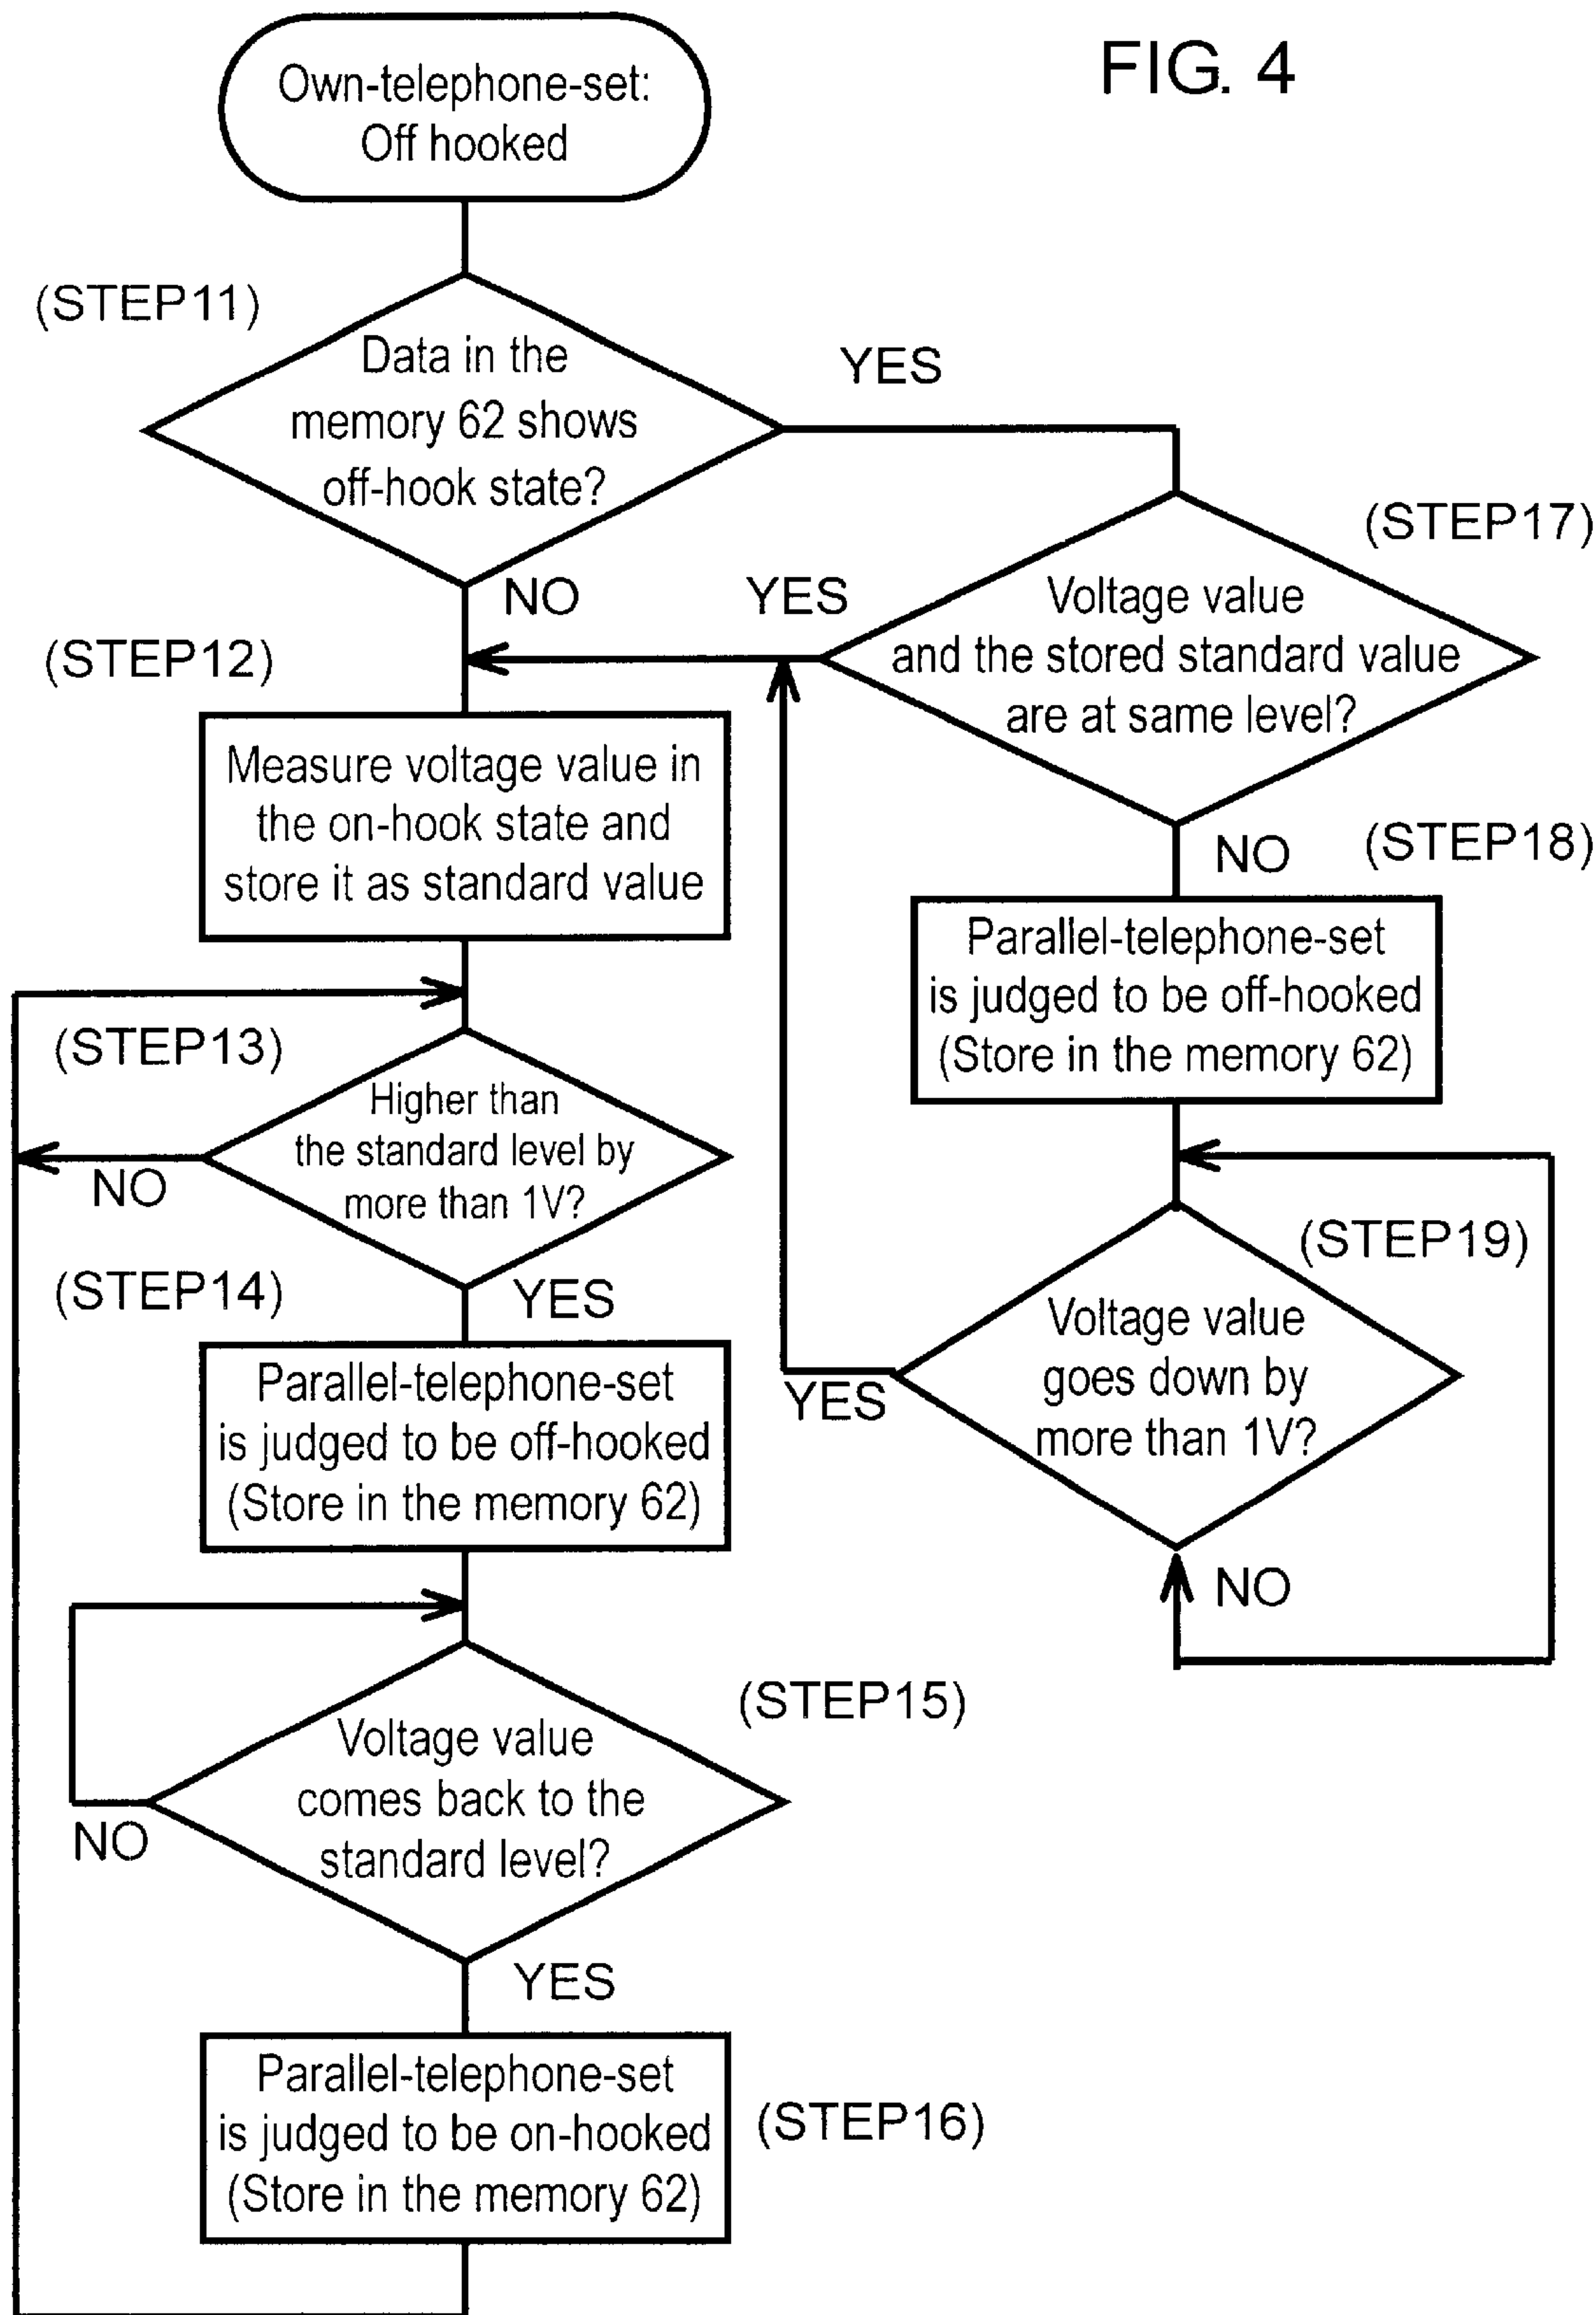 FIG. 4
Own-telephone-set:
Off hooked
(STEP11)
Data in the
memory 62 shows
off-hook state?
YES
NO
(STEP17)
Voltage value
and the stored standard value
are at same level?
YES
NO
(STEP12)
Measure voltage value in
the on-hook state and
store it as standard value
(STEP18)
Parallel-telephone-set
is judged to be off-hooked
(Store in the memory 62)
(STEP13)
Higher than
the standard level by
more than 1V?
NO
YES
(STEP19)
Voltage value
goes down by
more than 1V?
YES
NO
(STEP14)
Parallel-telephone-set
is judged to be off-hooked
(Store in the memory 62)
(STEP15)
Voltage value
comes back to the
standard level?
NO
YES
Parallel-telephone-set
is judged to be on-hooked
(Store in the memory 62)
(STEP16)